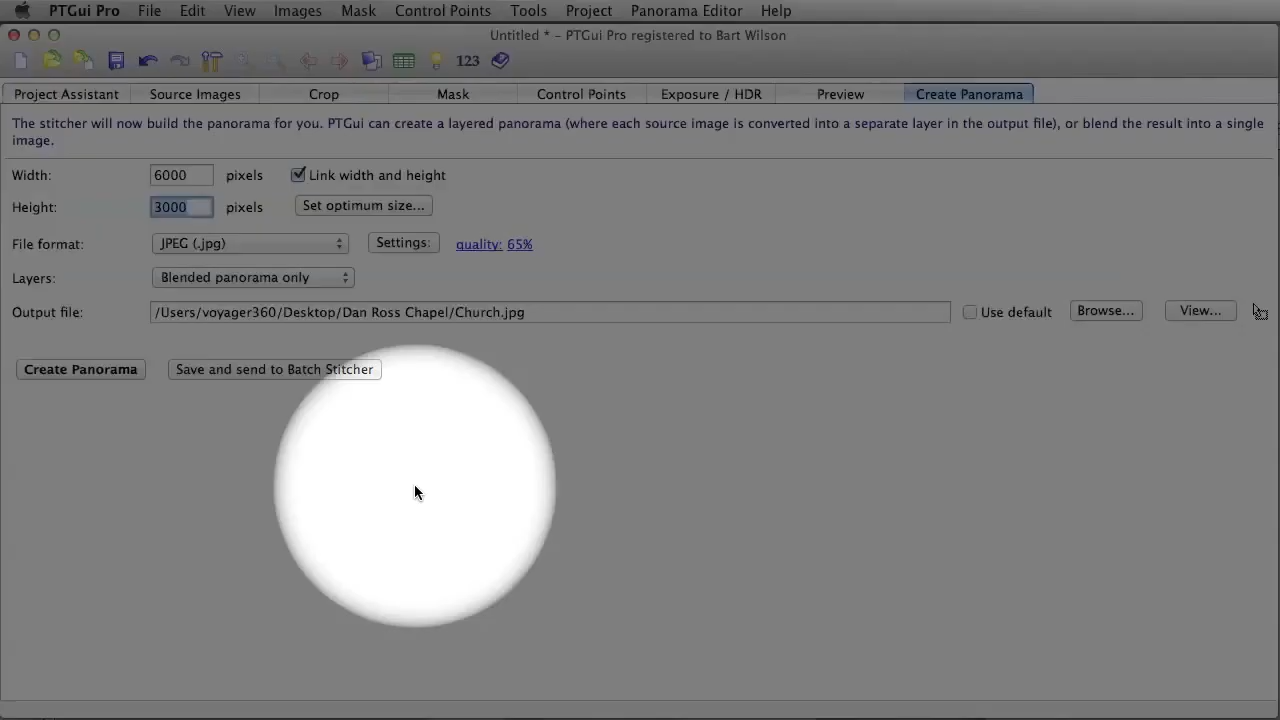 PTGui Pro File Edit View Images Mask Control Points Tools Project Panorama Editor Help
Untitled * – PTGui Pro registered to Bart Wilson
123
Project Assistant Source Images Crop Mask Control Points Exposure / HDR Preview Create Panorama
The stitcher will now build the panorama for you. PTGui can create a layered panorama (where each source image is converted into a separate layer in the output file), or blend the result into a single
image.
Width: 6000 pixels Link width and height
Height: 3000 pixels Set optimum size...
File format: JPEG (.jpg) Settings: quality: 65%
Layers: Blended panorama only
Output file: /Users/voyager360/Desktop/Dan Ross Chapel/Church.jpg Use default Browse... View...
Create Panorama Save and send to Batch Stitcher